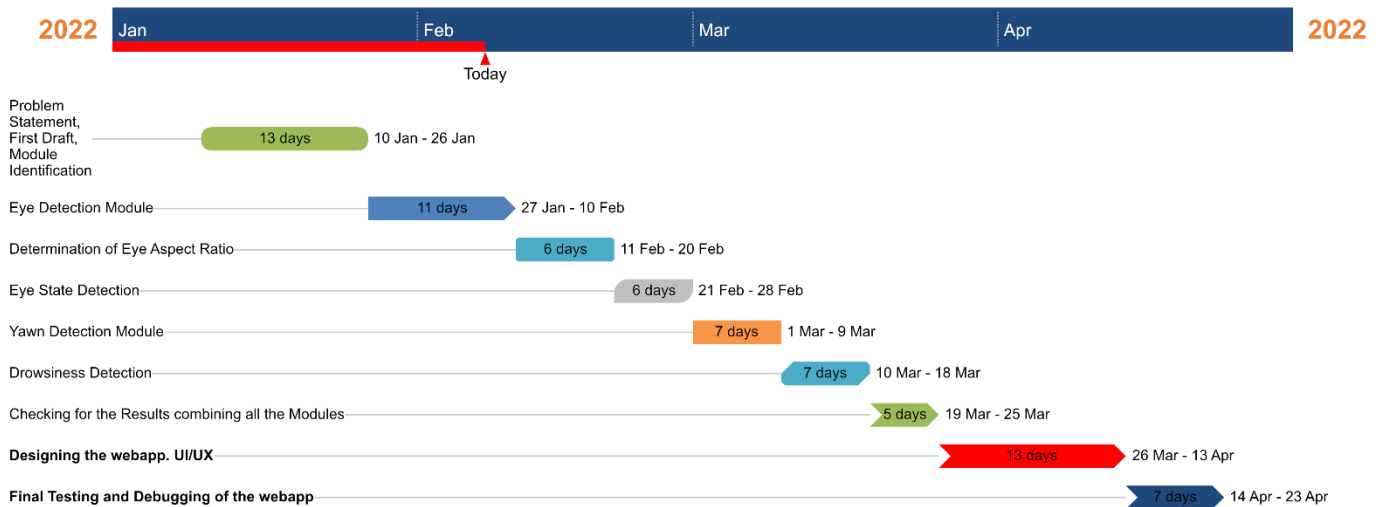 2022 Jan Feb Mar Apr 2022
Today
Problem
Statement,
First Draft,
Module
Identification
13 days 10 Jan - 26 Jan
Eye Detection Module 11 days 27 Jan - 10 Feb
Determination of Eye Aspect Ratio 6 days 11 Feb - 20 Feb
Eye State Detection 6 days 21 Feb - 28 Feb
Yawn Detection Module 7 days 1 Mar - 9 Mar
Drowsiness Detection 7 days 10 Mar - 18 Mar
Checking for the Results combining all the Modules 5 days 19 Mar - 25 Mar
Designing the webapp. UI/UX 13 days 26 Mar - 13 Apr
Final Testing and Debugging of the webapp 7 days 14 Apr - 23 Apr